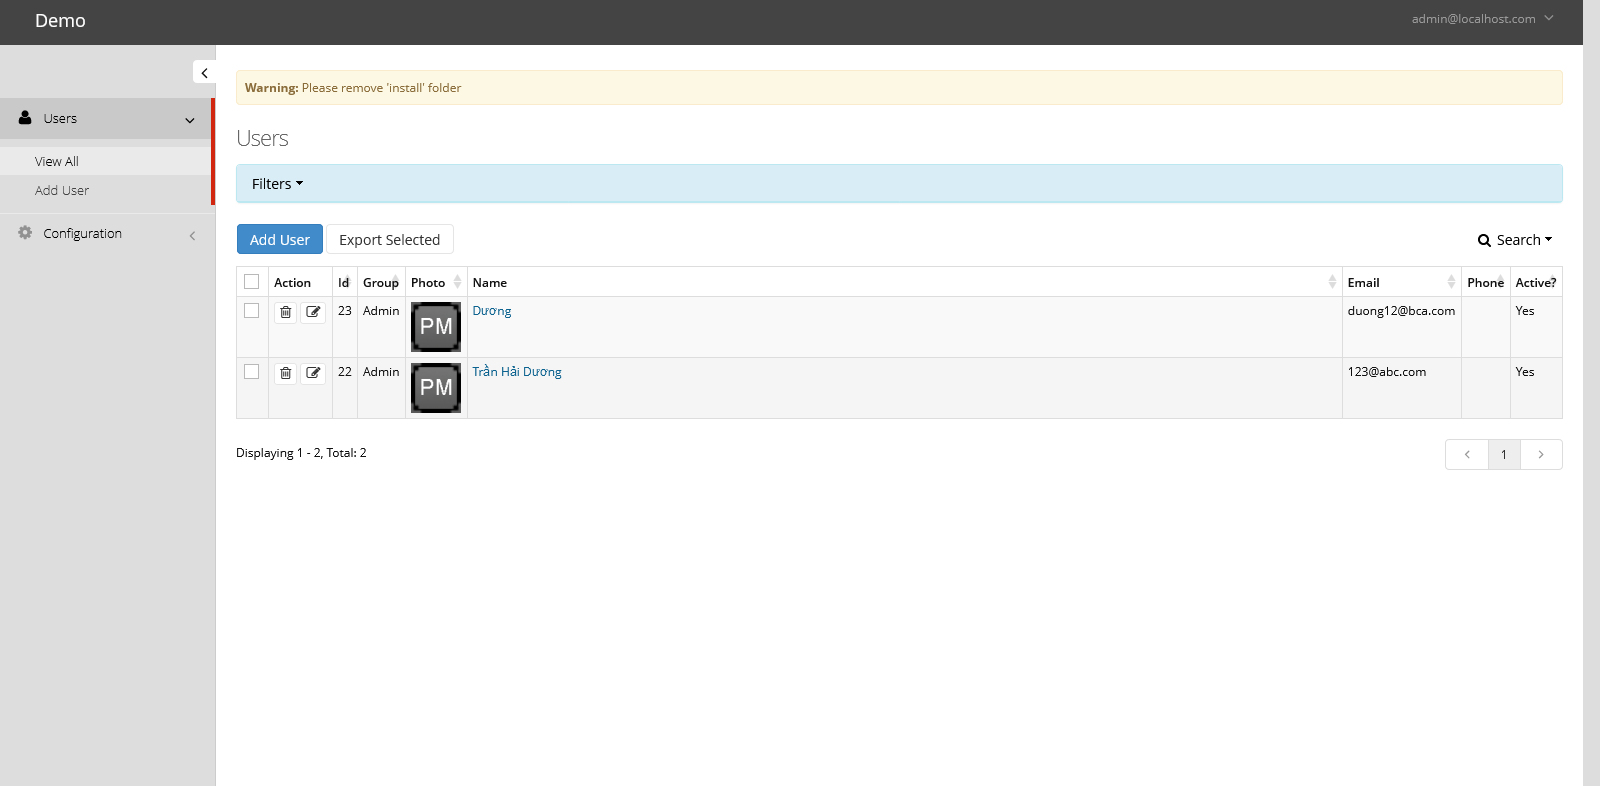 Demo
admin@localhost.com
Warning: Please remove 'install' folder
Users
View All
Add User
Configuration
Users
Filters
Add User Export Selected Search
Action Id Group Photo Name Email Phone Active?
23 Admin PM Dương duong12@bca.com Yes
22 Admin PM Trần Hải Dương 123@abc.com Yes
Displaying 1 - 2, Total: 2
1